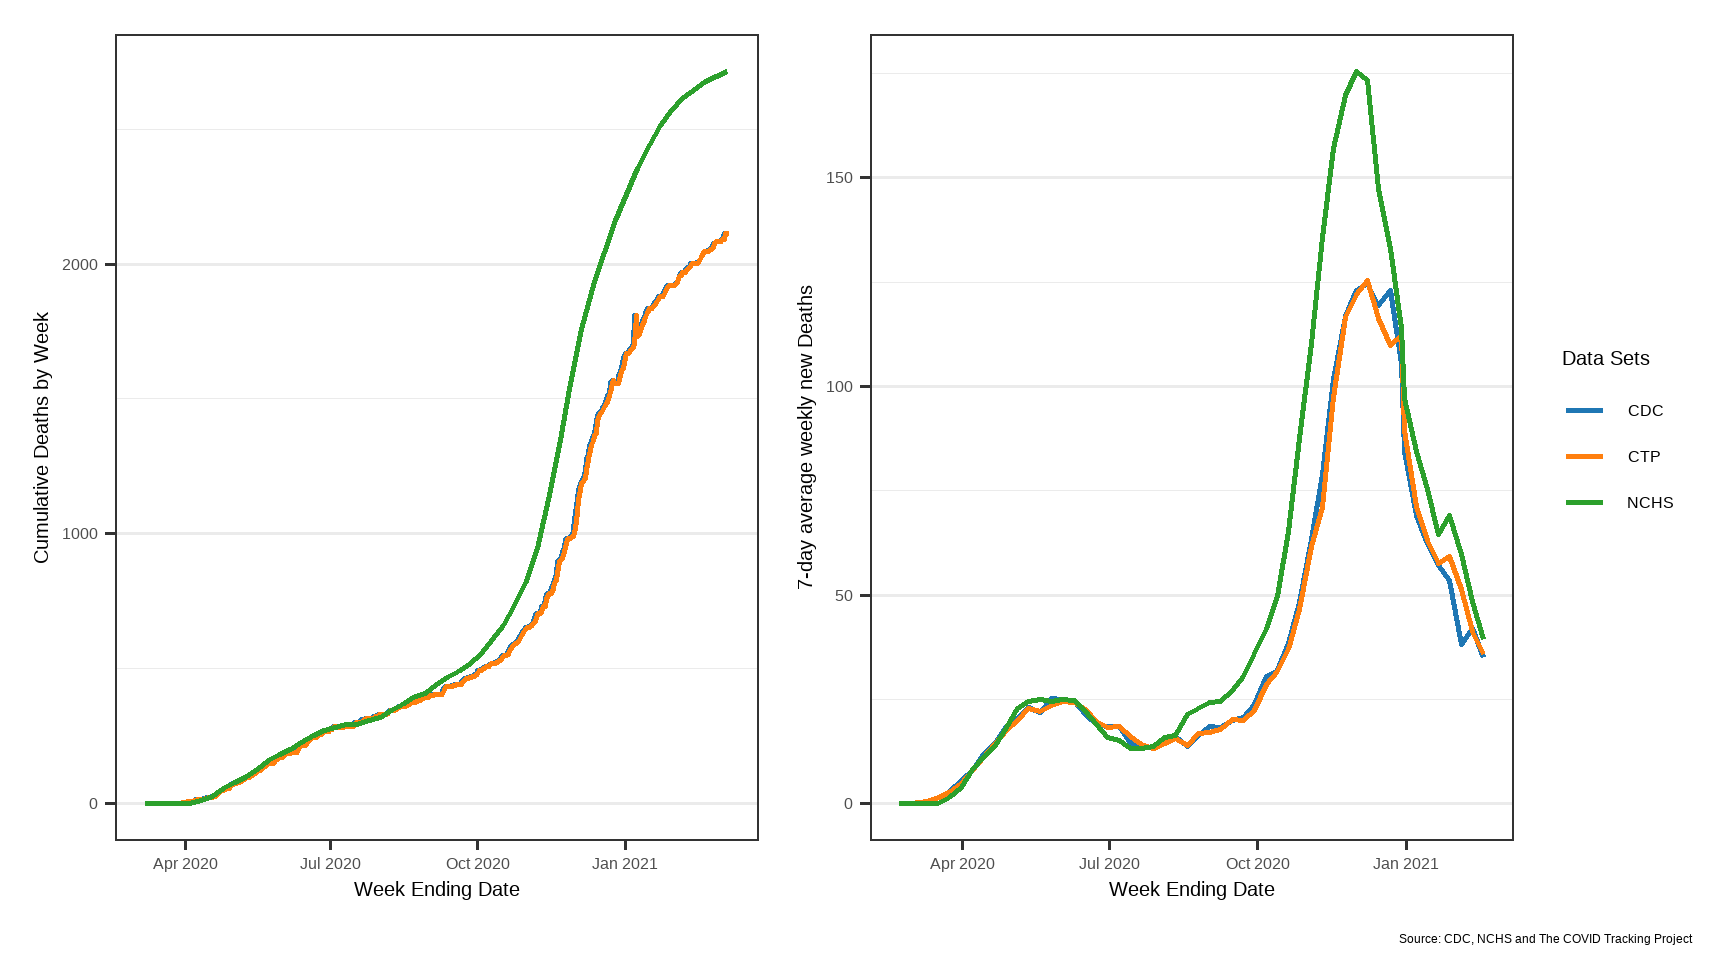 Cumulative Deaths by Week
2000
1000
0
Apr 2020
Jul 2020
Oct 2020
Jan 2021
Week Ending Date
7-day average weekly new Deaths
150
100
50
0
Apr 2020
Jul 2020
Oct 2020
Jan 2021
Week Ending Date
Data Sets
CDC
CTP
NCHS
Source: CDC, NCHS and The COVID Tracking Project